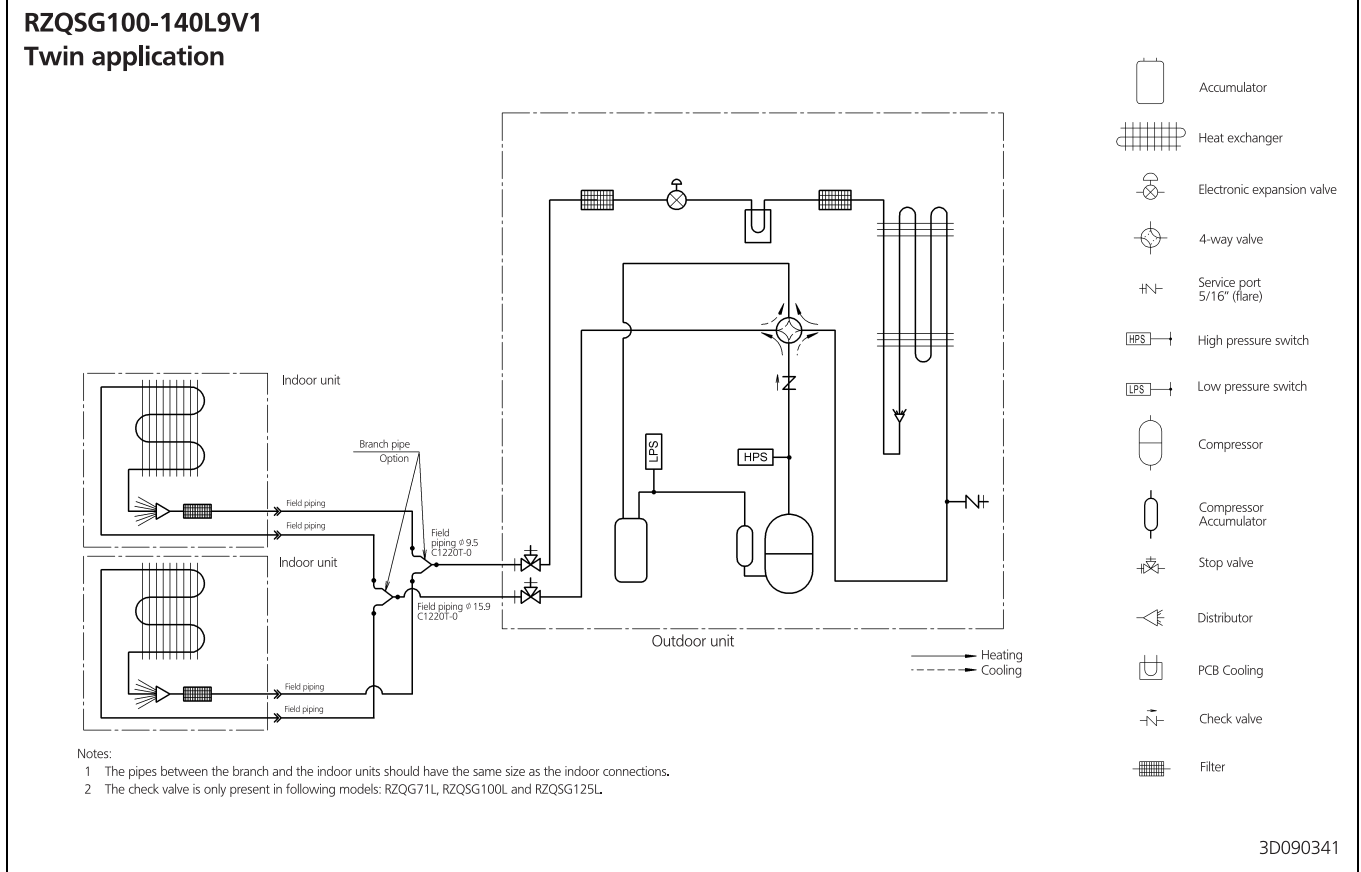 RZQSG100-140L9V1
Twin application
Accumulator
Heat exchanger
Electronic expansion valve
4-way valve
Service port
5/16" (flare)
HPS
High pressure switch
LPS
Low pressure switch
Compressor
Compressor
Accumulator
Stop valve
Distributor
PCB Cooling
Check valve
Filter
Indoor unit
Branch pipe
Option
LPS
HPS
Field piping
Field piping
Field
piping ø 9.5
C1220T-0
Indoor unit
Field piping ø 15.9
C1220T-0
Field piping
Field piping
Outdoor unit
Heating
Cooling
Notes:
1 The pipes between the branch and the indoor units should have the same size as the indoor connections.
2 The check valve is only present in following models: RZQG71L, RZQSG100L and RZQSG125L.
3D090341